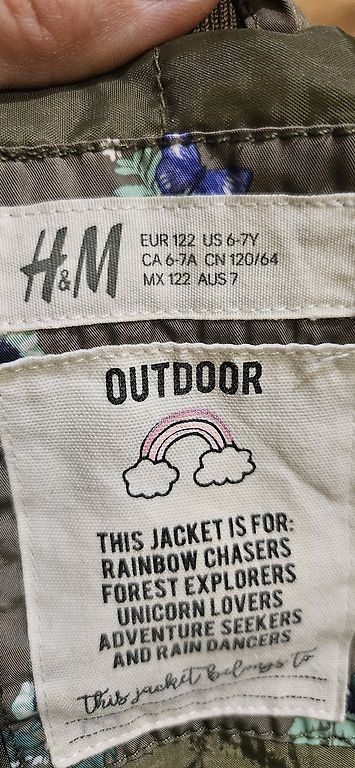 H&M
EUR 122 US 6-7Y
CA 6-7A CN 120/64
MX 122 AUS 7
OUTDOOR
THIS JACKET IS FOR:
RAINBOW CHASERS
FOREST EXPLORERS
UNICORN LOVERS
ADVENTURE SEEKERS
AND RAIN DANCERS
This jacket belongs to